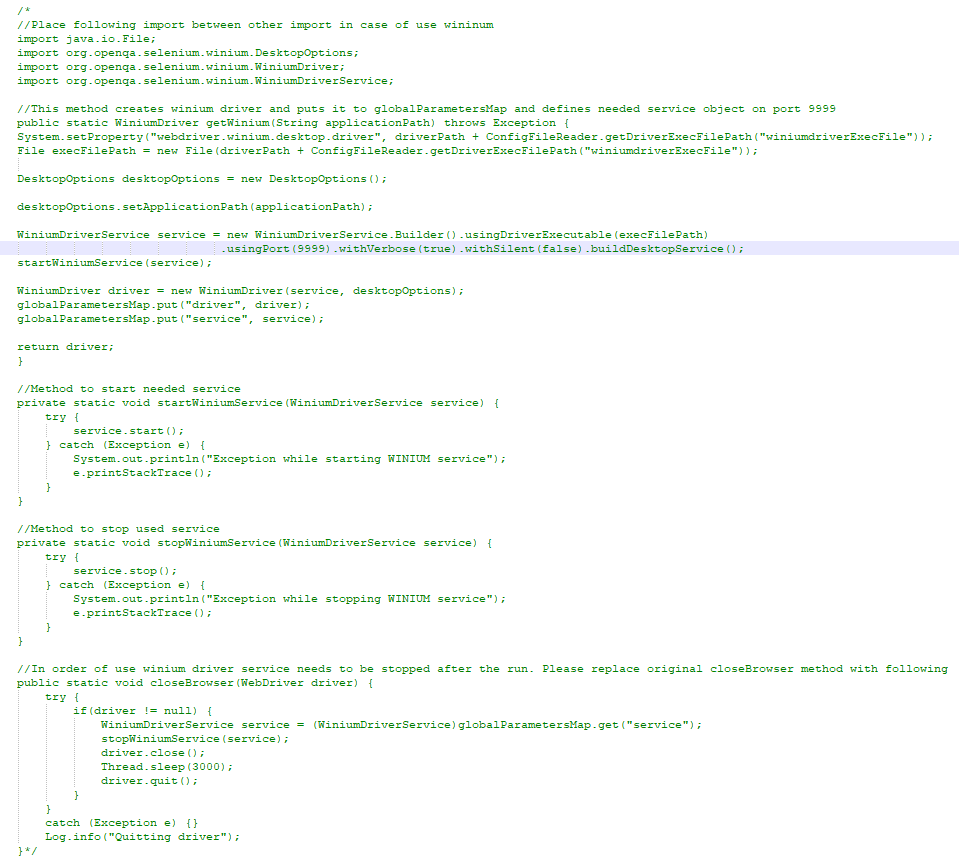 /*
//Place following import between other import in case of use wininum
import java.io.File;
import org.openqa.selenium.winium.DesktopOptions;
import org.openqa.selenium.winium.WiniumDriver;
import org.openqa.selenium.winium.WiniumDriverService;
//This method creates winium driver and puts it to globalParametersMap and defines needed service object on port 9999
public static WiniumDriver getWinium(String applicationPath) throws Exception {
System.setProperty("webdriver.winium.desktop.driver", driverPath + ConfigFileReader.getDriverExecFilePath("winiumdriverExecFile"));
File execFilePath = new File(driverPath + ConfigFileReader.getDriverExecFilePath("winiumdriverExecFile"));
DesktopOptions desktopOptions = new DesktopOptions();
desktopOptions.setApplicationPath(applicationPath);
WiniumDriverService service = new WiniumDriverService.Builder().usingDriverExecutable(execFilePath)
.usingPort(9999).withVerbose(true).withSilent(false).buildDesktopService();
startWiniumService(service);
WiniumDriver driver = new WiniumDriver(service, desktopOptions);
globalParametersMap.put("driver", driver);
globalParametersMap.put("service", service);
return driver;
}
//Method to start needed service
private static void startWiniumService(WiniumDriverService service) {
try {
service.start();
} catch (Exception e) {
System.out.println("Exception while starting WINIUM service");
e.printStackTrace();
}
}
//Method to stop used service
private static void stopWiniumService(WiniumDriverService service) {
try {
service.stop();
} catch (Exception e) {
System.out.println("Exception while stopping WINIUM service");
e.printStackTrace();
}
}
//In order of use winium driver service needs to be stopped after the run. Please replace original closeBrowser method with following
public static void closeBrowser(WebDriver driver) {
try {
if(driver != null) {
WiniumDriverService service = (WiniumDriverService)globalParametersMap.get("service");
stopWiniumService(service);
driver.close();
Thread.sleep(3000);
driver.quit();
}
}
catch (Exception e) {}
Log.info("Quitting driver");
}*/